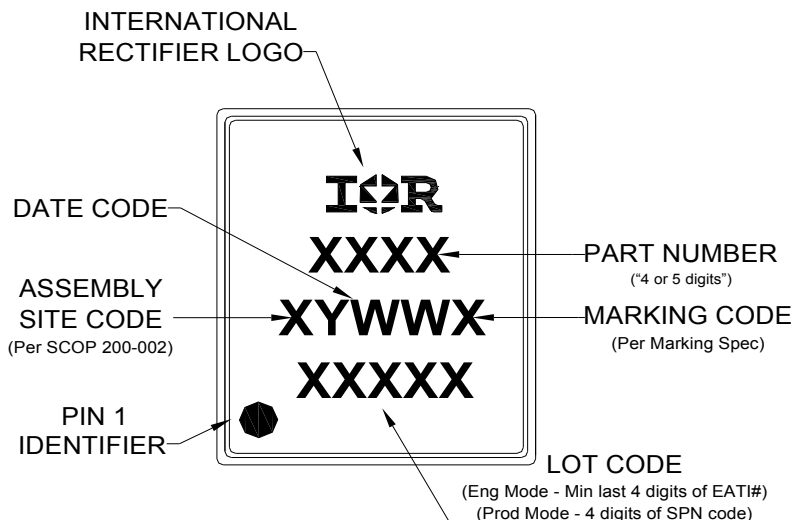 INTERNATIONAL
RECTIFIER LOGO
IOR
DATE CODE
XXXX
PART NUMBER
(“4 or 5 digits”)
ASSEMBLY
SITE CODE
(Per SCOP 200-002)
XYWWX
MARKING CODE
(Per Marking Spec)
XXXXX
PIN 1
IDENTIFIER
LOT CODE
(Eng Mode - Min last 4 digits of EATI#)
(Prod Mode - 4 digits of SPN code)